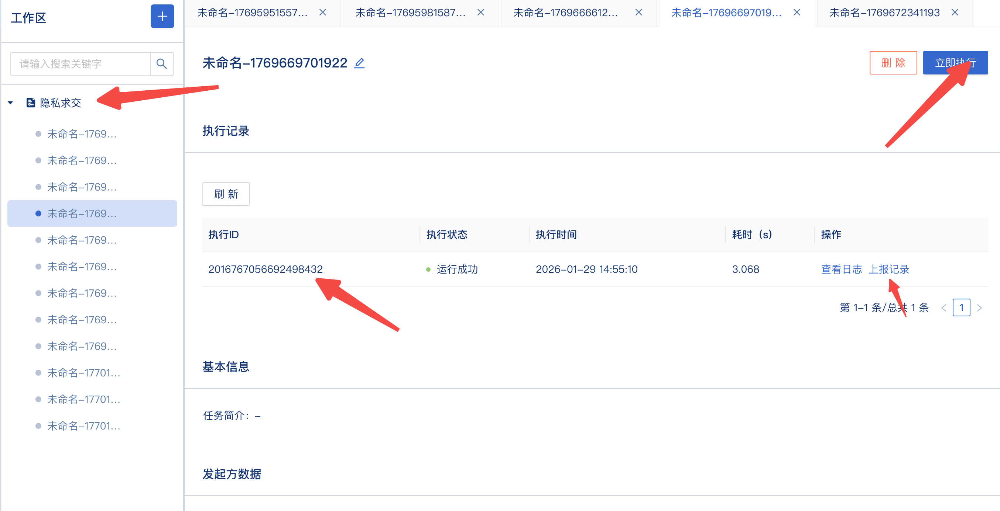 工作区
请输入搜索关键字
隐私求交
未命名-1769...
未命名-1769...
未命名-1769...
未命名-1769...
未命名-1769...
未命名-1769...
未命名-1769...
未命名-1769...
未命名-1769...
未命名-17701...
未命名-17701...
未命名-17701...
未命名-17695951557... 未命名-17695981587... 未命名-1769666612... 未命名-17696697019... 未命名-1769672341193
未命名-1769669701922
删 除 立即执行
执行记录
刷 新
执行ID 执行状态 执行时间 耗时（s） 操作
2016767056692498432 运行成功 2026-01-29 14:55:10 3.068 查看日志 上报记录
第 1-1 条/总共 1 条 < 1 >
基本信息
任务简介：-
发起方数据